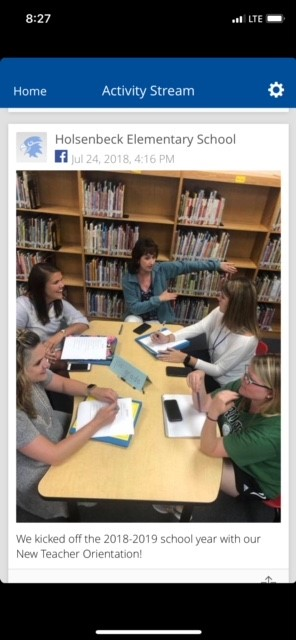 8:27
LTE
Home
Activity Stream
Holsenbeck Elementary School
Jul 24, 2018, 4:16 PM
We kicked off the 2018-2019 school year with our
New Teacher Orientation!